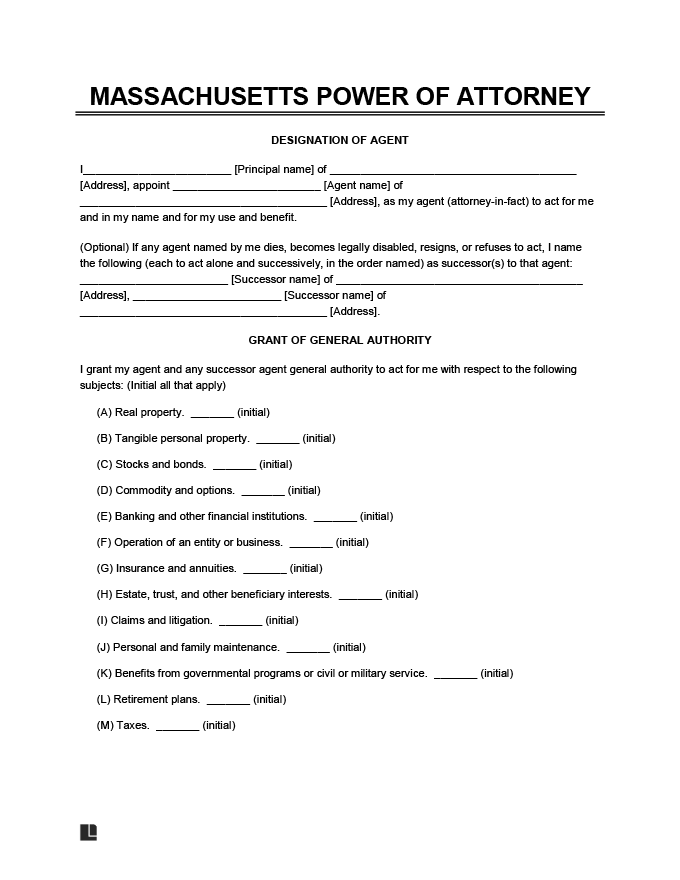 MASSACHUSETTS POWER OF ATTORNEY
DESIGNATION OF AGENT
I________________________ [Principal name] of ________________________________________
[Address], appoint ________________________ [Agent name] of
________________________________________ [Address], as my agent (attorney-in-fact) to act for me
and in my name and for my use and benefit.
(Optional) If any agent named by me dies, becomes legally disabled, resigns, or refuses to act, I name
the following (each to act alone and successively, in the order named) as successor(s) to that agent:
________________________ [Successor name] of ________________________________________
[Address], ________________________ [Successor name] of
________________________________________ [Address].
GRANT OF GENERAL AUTHORITY
I grant my agent and any successor agent general authority to act for me with respect to the following
subjects: (Initial all that apply)
(A) Real property. _______ (initial)
(B) Tangible personal property. _______ (initial)
(C) Stocks and bonds. _______ (initial)
(D) Commodity and options. _______ (initial)
(E) Banking and other financial institutions. _______ (initial)
(F) Operation of an entity or business. _______ (initial)
(G) Insurance and annuities. _______ (initial)
(H) Estate, trust, and other beneficiary interests. _______ (initial)
(I) Claims and litigation. _______ (initial)
(J) Personal and family maintenance. _______ (initial)
(K) Benefits from governmental programs or civil or military service. _______ (initial)
(L) Retirement plans. _______ (initial)
(M) Taxes. _______ (initial)